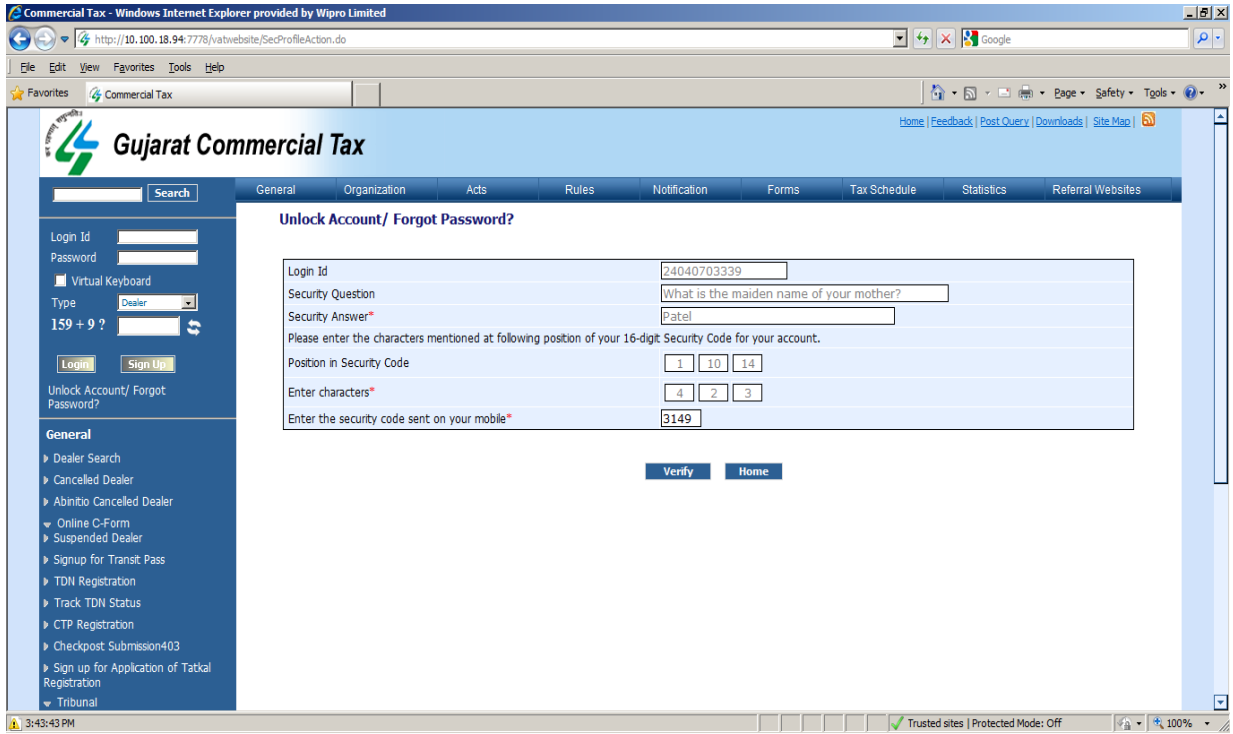 Commercial Tax - Windows Internet Explorer provided by Wipro Limited
http://10.100.18.94:7778/vatwebsite/SecProfileAction.do
Google
File Edit View Favorites Tools Help
Favorites Commercial Tax
Page Safety Tools
Home | Feedback | Post Query | Downloads | Site Map |
Gujarat Commercial Tax
Search
General Organization Acts Rules Notification Forms Tax Schedule Statistics Referral Websites
Login Id
Password
Virtual Keyboard
Type Dealer
159 + 9 ?
Login Sign Up
Unlock Account/ Forgot
Password?
General
Dealer Search
Cancelled Dealer
Abinitio Cancelled Dealer
Online C-Form
Suspended Dealer
Signup for Transit Pass
TDN Registration
Track TDN Status
CTP Registration
Checkpost Submission403
Sign up for Application of Tatkal
Registration
Tribunal
Unlock Account/ Forgot Password?
Login Id 24040703339
Security Question What is the maiden name of your mother?
Security Answer* Patel
Please enter the characters mentioned at following position of your 16-digit Security Code for your account.
Position in Security Code 1 10 14
Enter characters* 4 2 3
Enter the security code sent on your mobile* 3149
Verify Home
3:43:43 PM
Trusted sites | Protected Mode: Off
100%